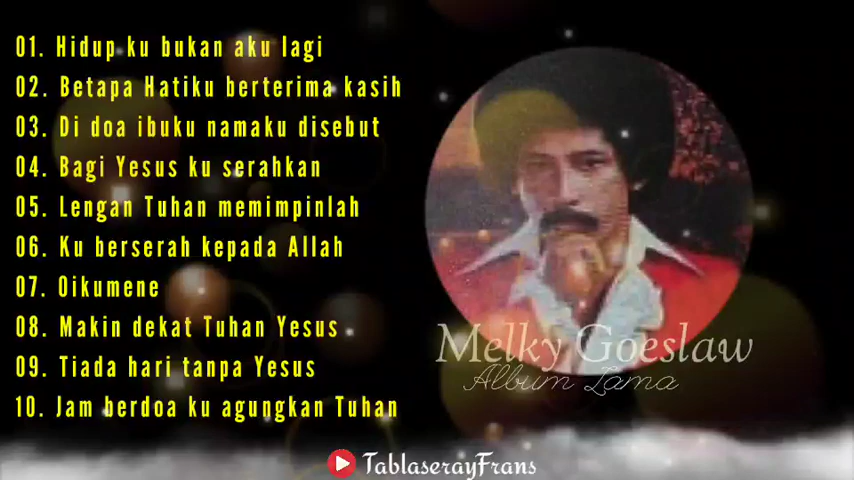 01. Hidup ku bukan aku lagi
02. Betapa Hatiku berterima kasih
03. Di doa ibuku namaku disebut
04. Bagi Yesus ku serahkan
05. Lengan Tuhan memimpinlah
06. Ku berserah kepada Allah
07. Oikumene
08. Makin dekat Tuhan Yesus
09. Tiada hari tanpa Yesus
10. Jam berdoa ku agungkan Tuhan
Melky Goeslaw
Album Lama
TablaserayFrans